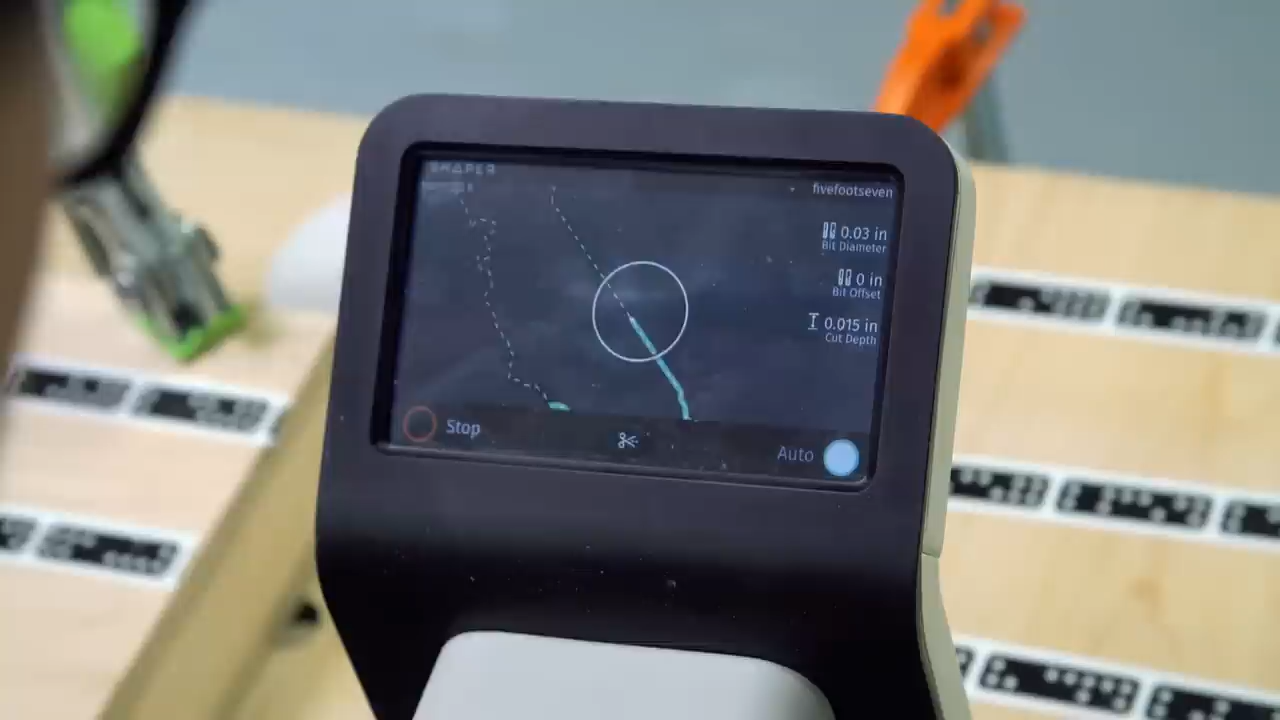 SHAPER
fivefootseven
0.03 in
Bit Diameter
0 in
Bit Offset
0.015 in
Cut Depth
Stop
Auto